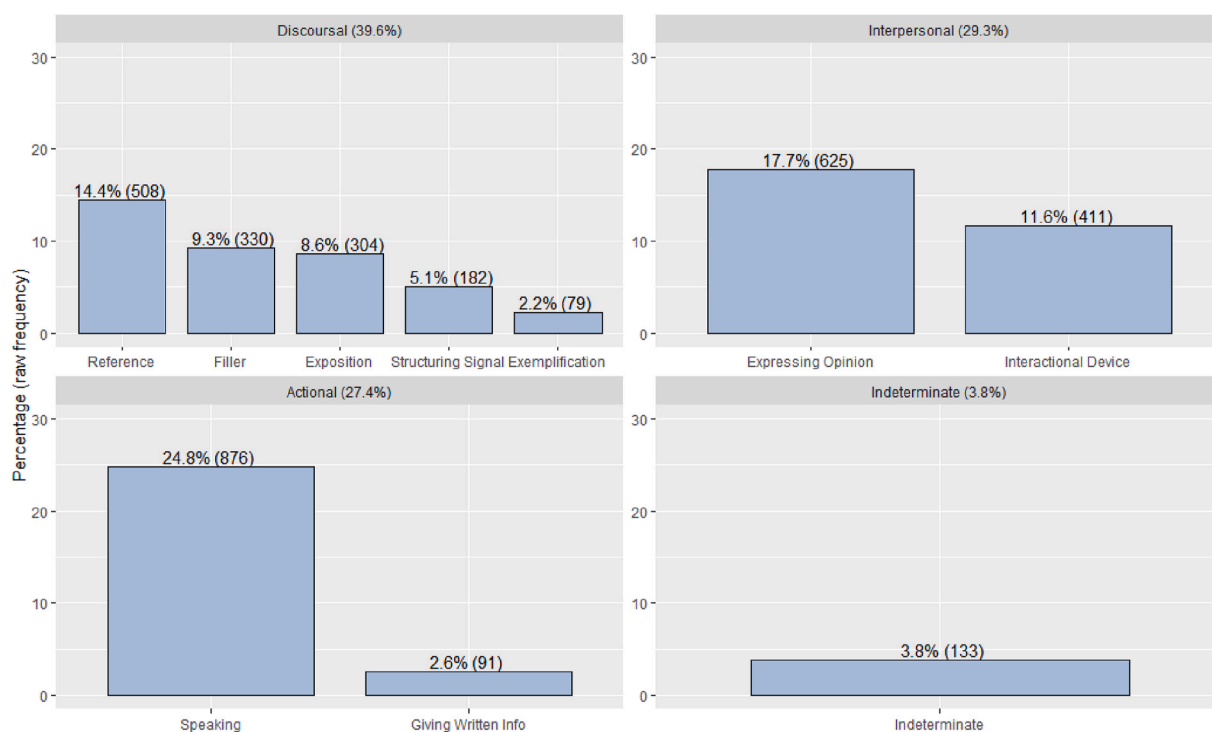 Percentage (raw frequency)
Discoursal (39.6%)
30
20
10
0
14.4% (508)
9.3% (330)
8.6% (304)
5.1% (182)
2.2% (79)
Reference
Filler
Exposition
Structuring Signal
Exemplification
Interpersonal (29.3%)
30
20
10
0
17.7% (625)
11.6% (411)
Expressing Opinion
Interactional Device
Actional (27.4%)
30
20
10
0
24.8% (876)
2.6% (91)
Speaking
Giving Written Info
Indeterminate (3.8%)
30
20
10
0
3.8% (133)
Indeterminate